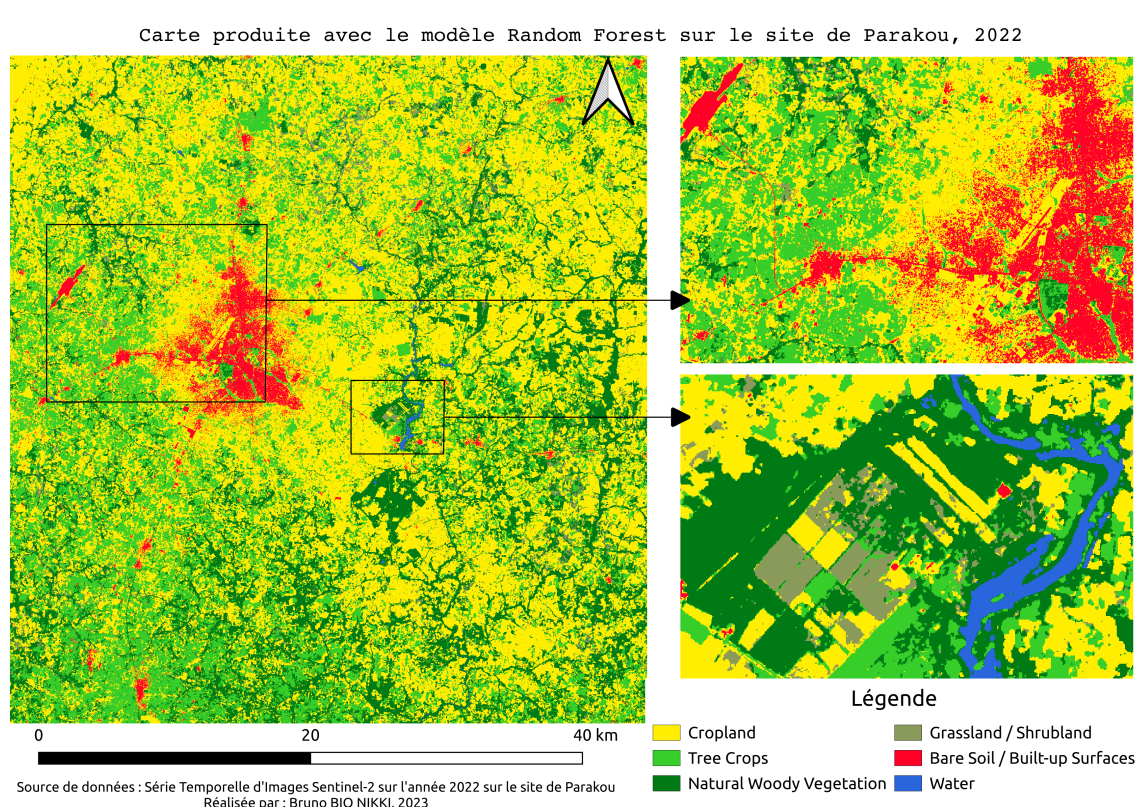 Carte produite avec le modèle Random Forest sur le site de Parakou, 2022
0 20 40 km
Source de données : Série Temporelle d'Images Sentinel-2 sur l'année 2022 sur le site de Parakou
Réalisée par : Bruno BIO NIKKI, 2023
Légende
Cropland
Tree Crops
Natural Woody Vegetation
Grassland / Shrubland
Bare Soil / Built-up Surfaces
Water